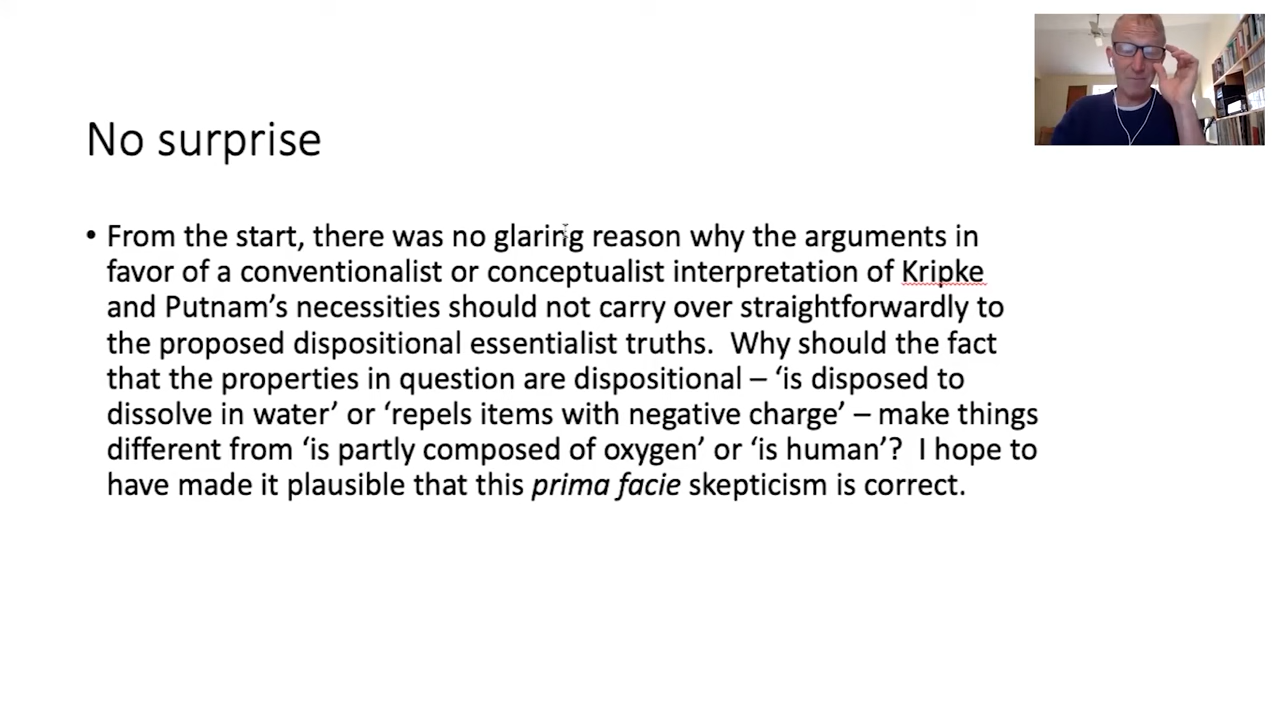 No surprise
• From the start, there was no glaring reason why the arguments in
favor of a conventionalist or conceptualist interpretation of Kripke
and Putnam’s necessities should not carry over straightforwardly to
the proposed dispositional essentialist truths.  Why should the fact
that the properties in question are dispositional – ‘is disposed to
dissolve in water’ or ‘repels items with negative charge’ – make things
different from ‘is partly composed of oxygen’ or ‘is human’?  I hope to
have made it plausible that this prima facie skepticism is correct.